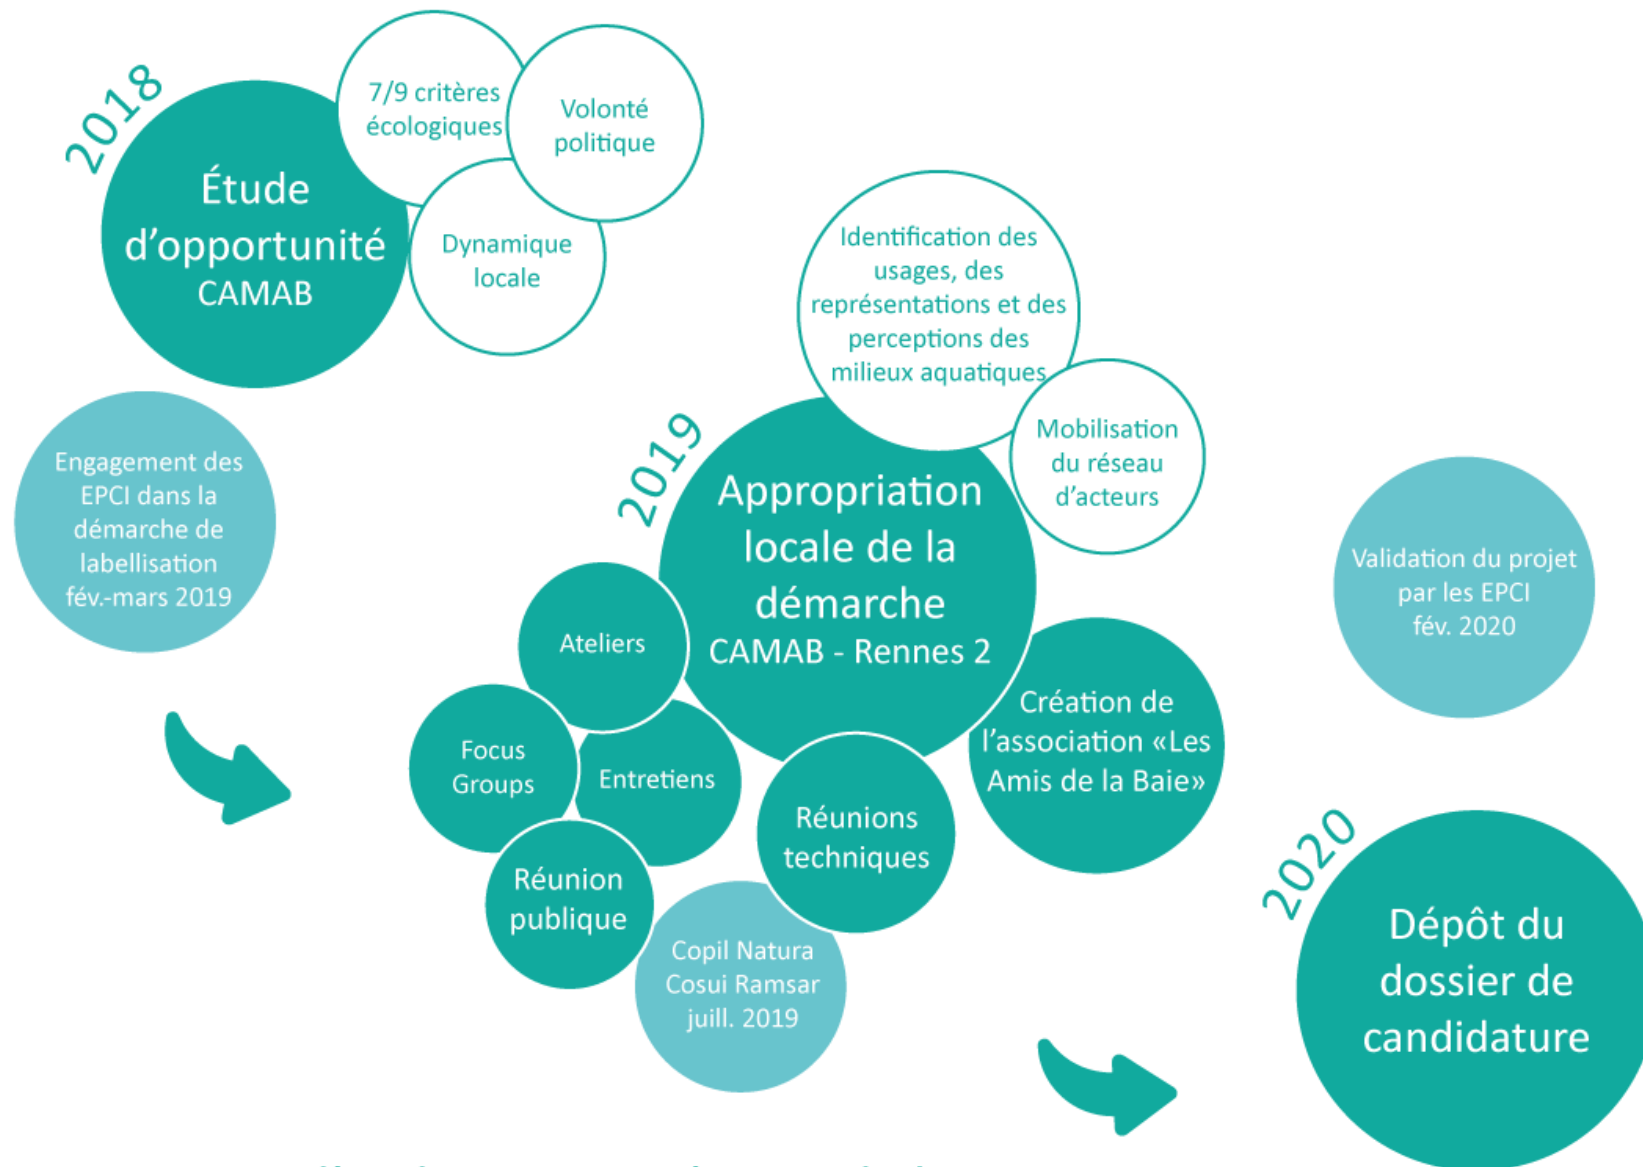 2018
Étude
d’opportunité
CAMAB
7/9 critères
écologiques
Volonté
politique
Dynamique
locale
Engagement des
EPCI dans la
démarche de
labellisation
fév.-mars 2019
2019
Appropriation
locale de la
démarche
CAMAB - Rennes 2
Identification des
usages, des
représentations et des
perceptions des
milieux aquatiques
Mobilisation
du réseau
d’acteurs
Ateliers
Focus
Groups
Entretiens
Réunion
publique
Réunions
techniques
Création de
l’association «Les
Amis de la Baie»
Copil Natura
Cosui Ramsar
juill. 2019
Validation du projet
par les EPCI
fév. 2020
2020
Dépôt du
dossier de
candidature